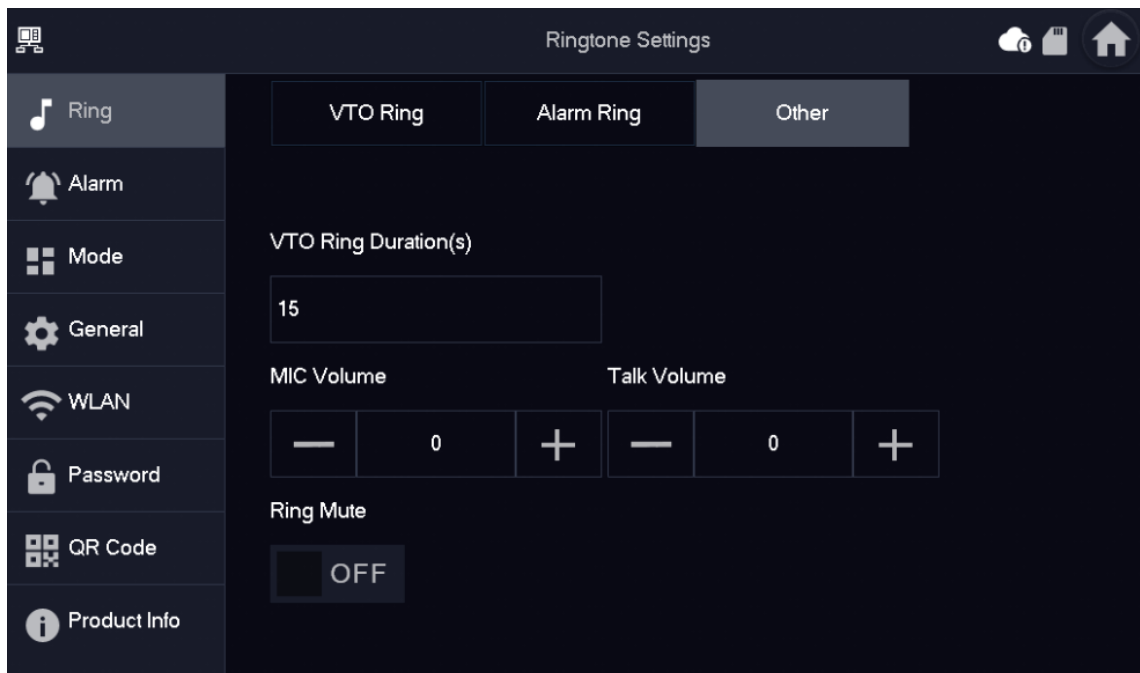 Ringtone Settings
Ring
Alarm
Mode
General
WLAN
Password
QR Code
Product Info
VTO Ring
Alarm Ring
Other
VTO Ring Duration(s)
15
MIC Volume
Talk Volume
0
0
Ring Mute
OFF